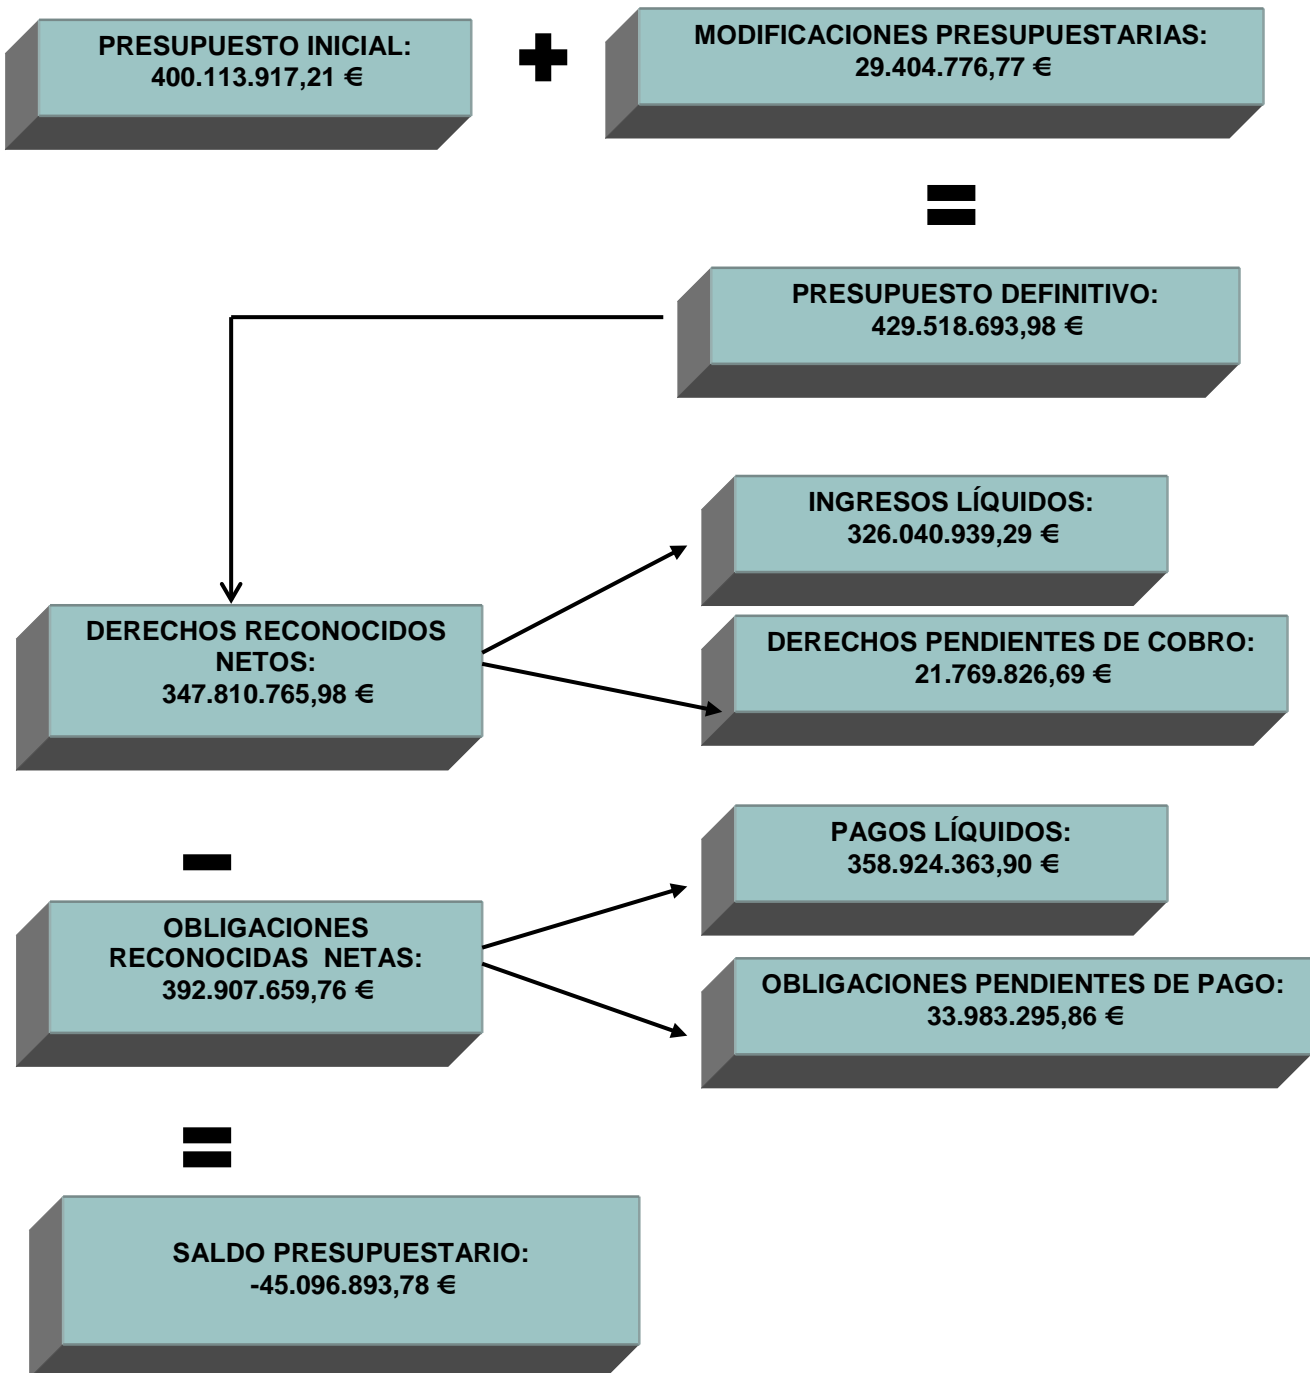 PRESUPUESTO INICIAL:
400.113.917,21 €
MODIFICACIONES PRESUPUESTARIAS:
29.404.776,77 €
PRESUPUESTO DEFINITIVO:
429.518.693,98 €
INGRESOS LÍQUIDOS:
326.040.939,29 €
DERECHOS RECONOCIDOS
NETOS:
347.810.765,98 €
DERECHOS PENDIENTES DE COBRO:
21.769.826,69 €
PAGOS LÍQUIDOS:
358.924.363,90 €
OBLIGACIONES
RECONOCIDAS  NETAS:
392.907.659,76 €
OBLIGACIONES PENDIENTES DE PAGO:
33.983.295,86 €
SALDO PRESUPUESTARIO:
-45.096.893,78 €